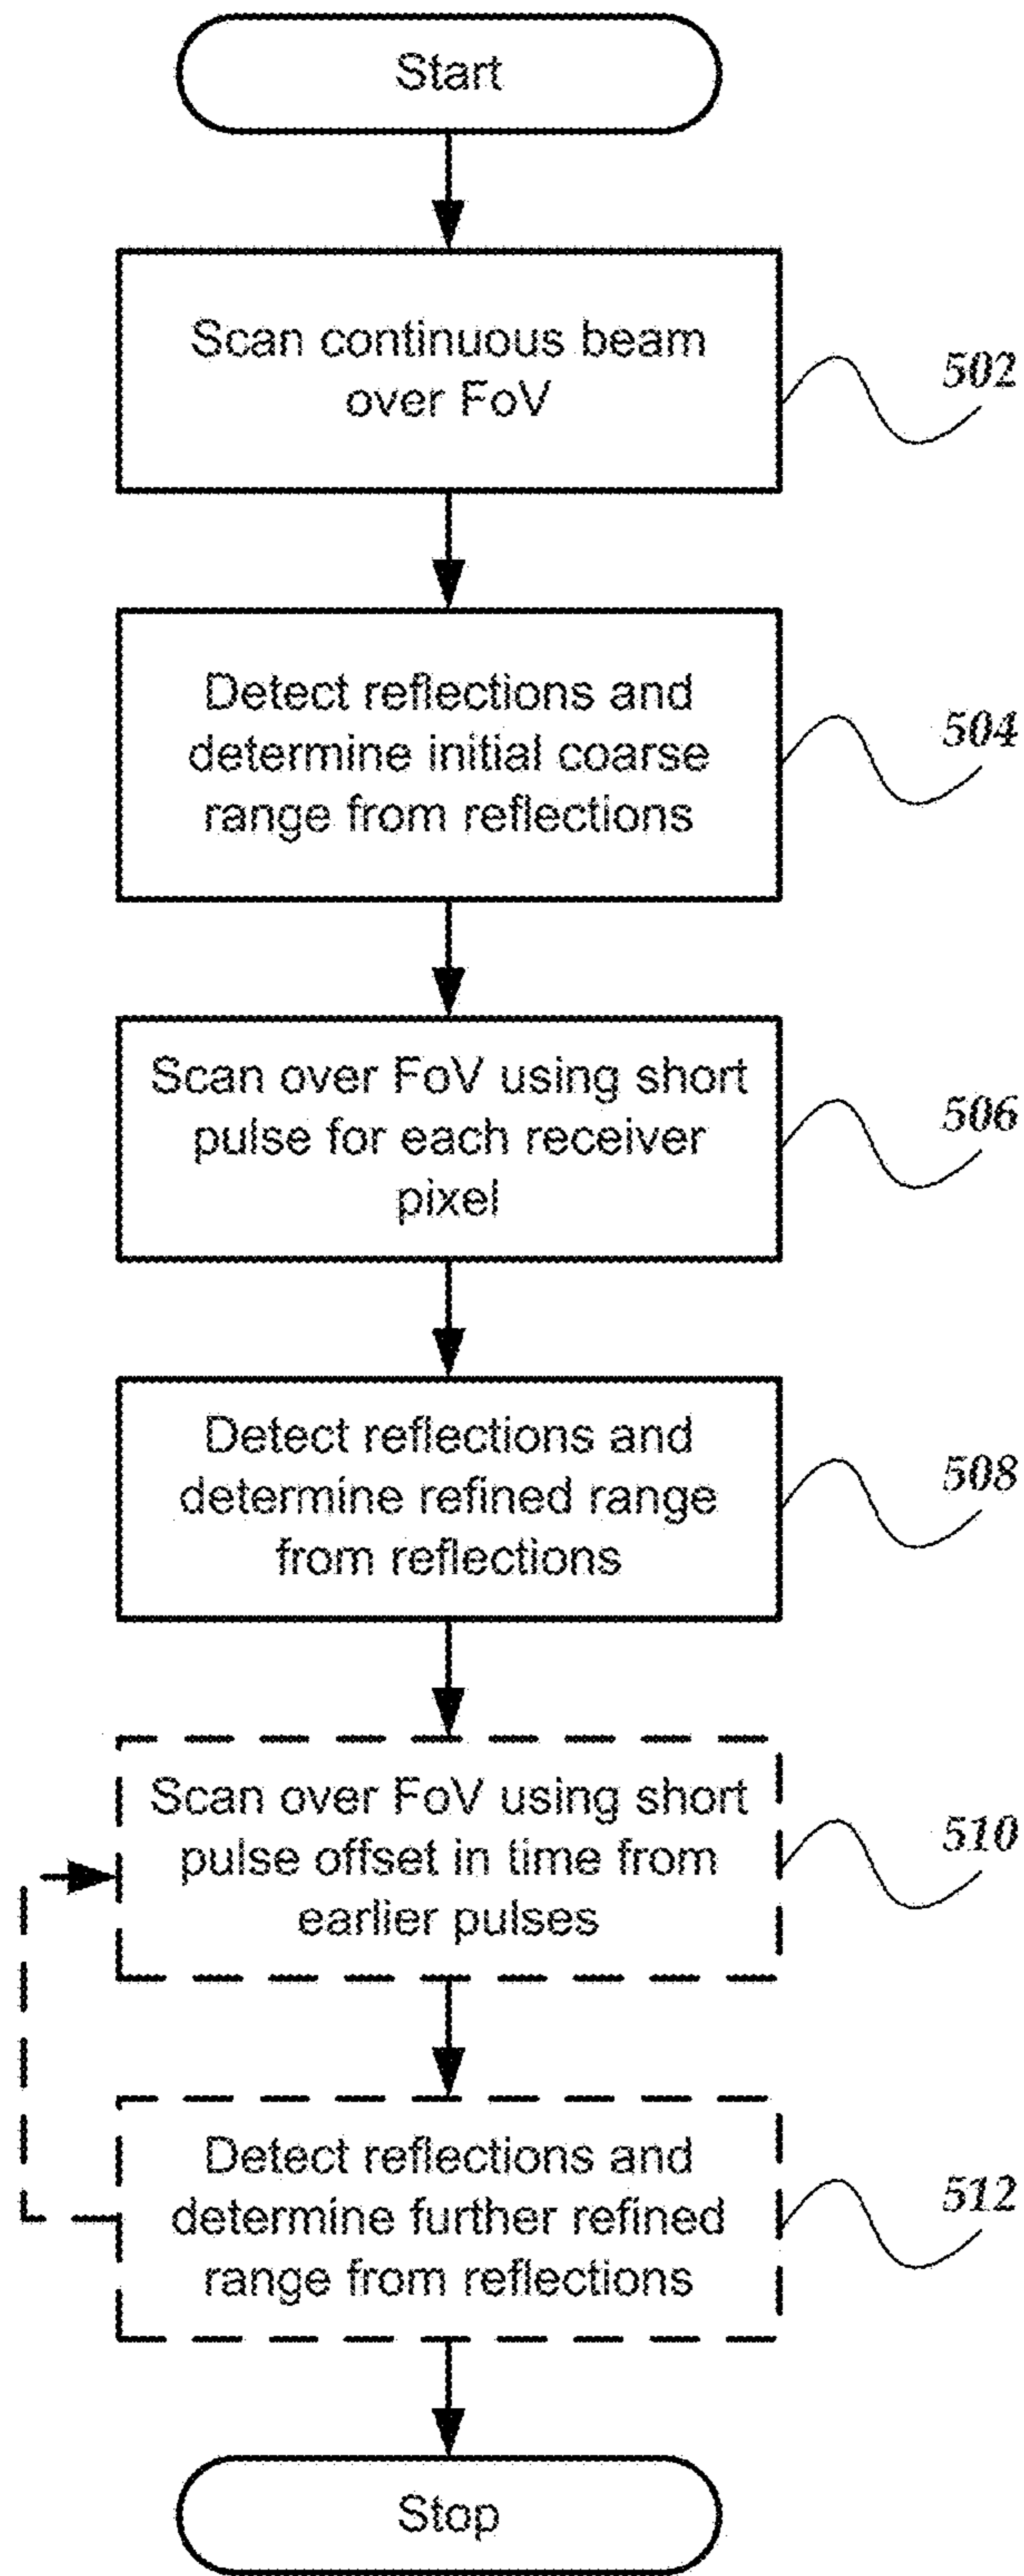 Start
Scan continuous beam
over FoV
502
Detect reflections and
determine initial coarse
range from reflections
504
Scan over FoV using short
pulse for each receiver
pixel
506
Detect reflections and
determine refined range
from reflections
508
Scan over FoV using short
pulse offset in time from
earlier pulses
510
Detect reflections and
determine further refined
range from reflections
512
Stop